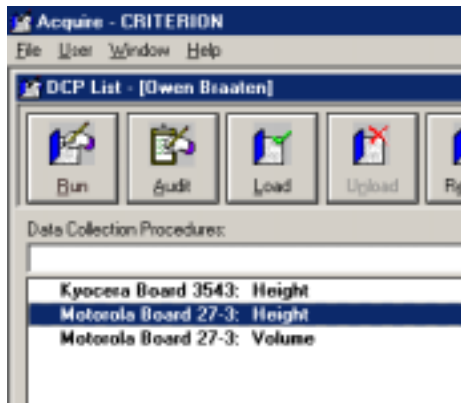 Acquire - CRITERION
File User Window Help
DCP List - [Owen Braaten]
Run Audit Load Upload
Data Collection Procedures:
Kyocera Board 3543: Height
Motorola Board 27-3: Height
Motorola Board 27-3: Volume